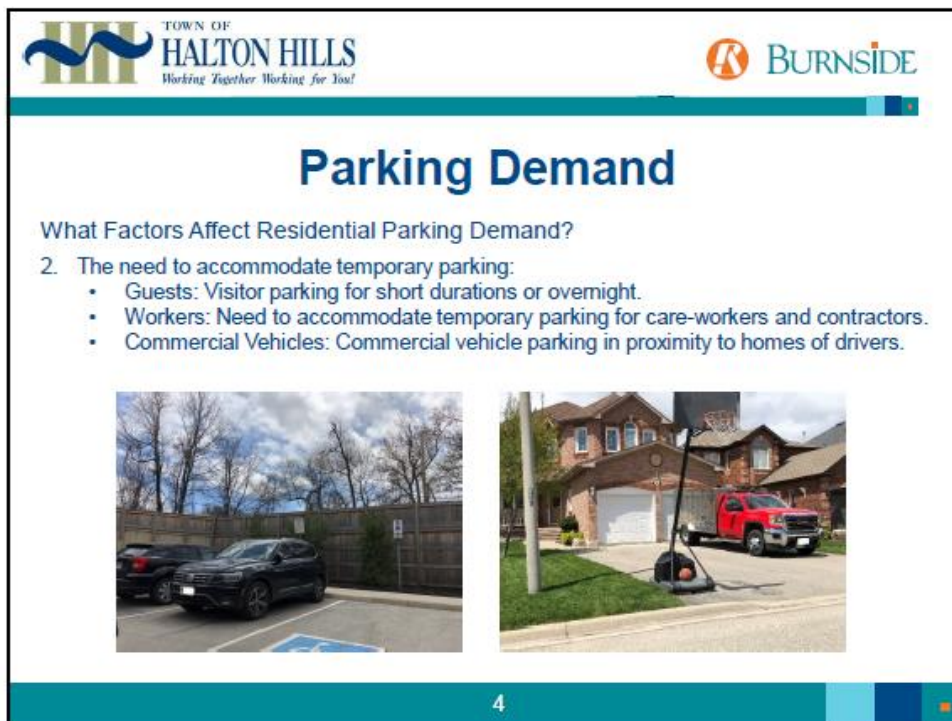 TOWN OF
HALTON HILLS
Working Together Working for You!
BURNSIDE
Parking Demand
What Factors Affect Residential Parking Demand?
2. The need to accommodate temporary parking:
• Guests: Visitor parking for short durations or overnight.
• Workers: Need to accommodate temporary parking for care-workers and contractors.
• Commercial Vehicles: Commercial vehicle parking in proximity to homes of drivers.
4